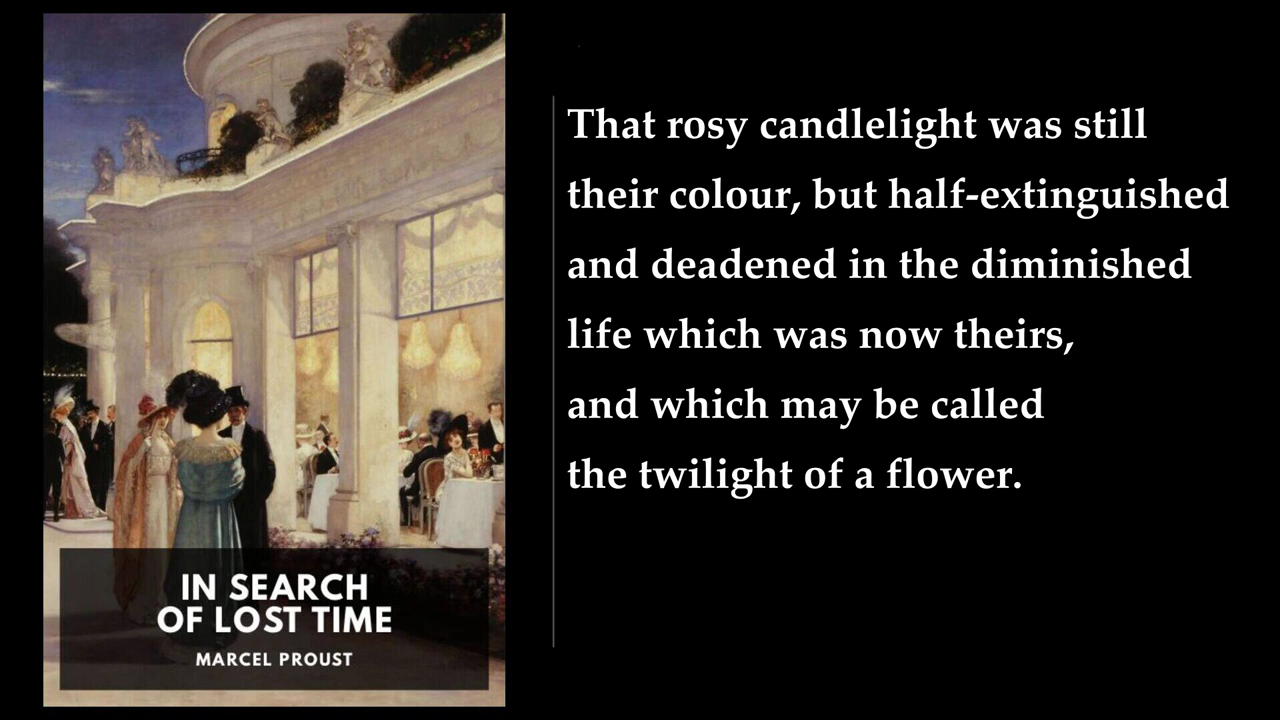 That rosy candlelight was still
their colour, but half-extinguished
and deadened in the diminished
life which was now theirs,
and which may be called
the twilight of a flower.
IN SEARCH
OF LOST TIME
MARCEL PROUST